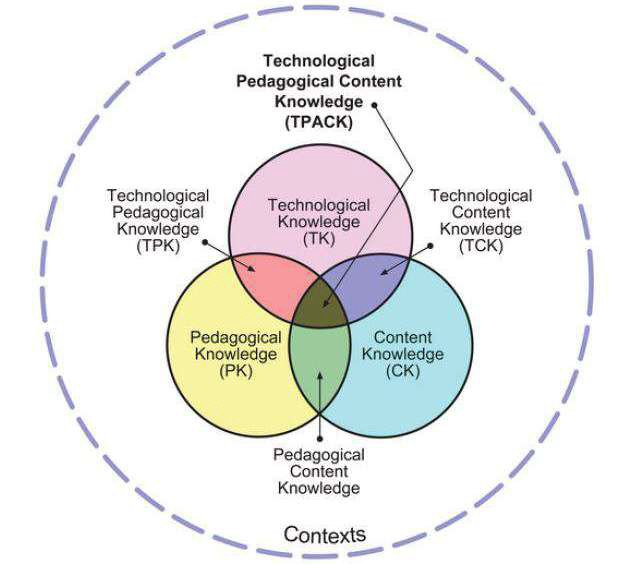 Technological
Pedagogical Content
Knowledge
(TPACK)
Technological
Pedagogical
Knowledge
(TPK)
Technological
Knowledge
(TK)
Technological
Content
Knowledge
(TCK)
Pedagogical
Knowledge
(PK)
Content
Knowledge
(CK)
Pedagogical
Content
Knowledge
Contexts